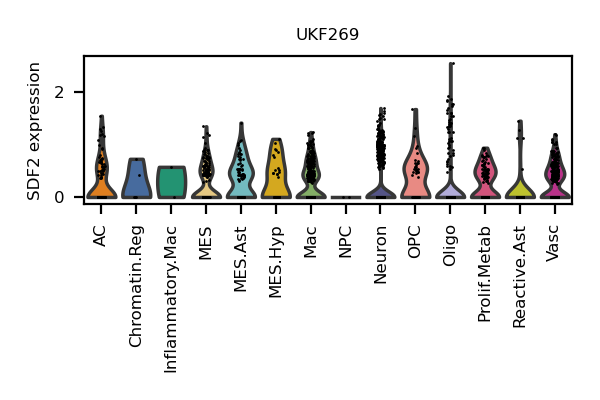 UKF269
SDF2 expression
2
0
AC
Chromatin.Reg
Inflammatory.Mac
MES
MES.Ast
MES.Hyp
Mac
NPC
Neuron
OPC
Oligo
Prolif.Metab
Reactive.Ast
Vasc